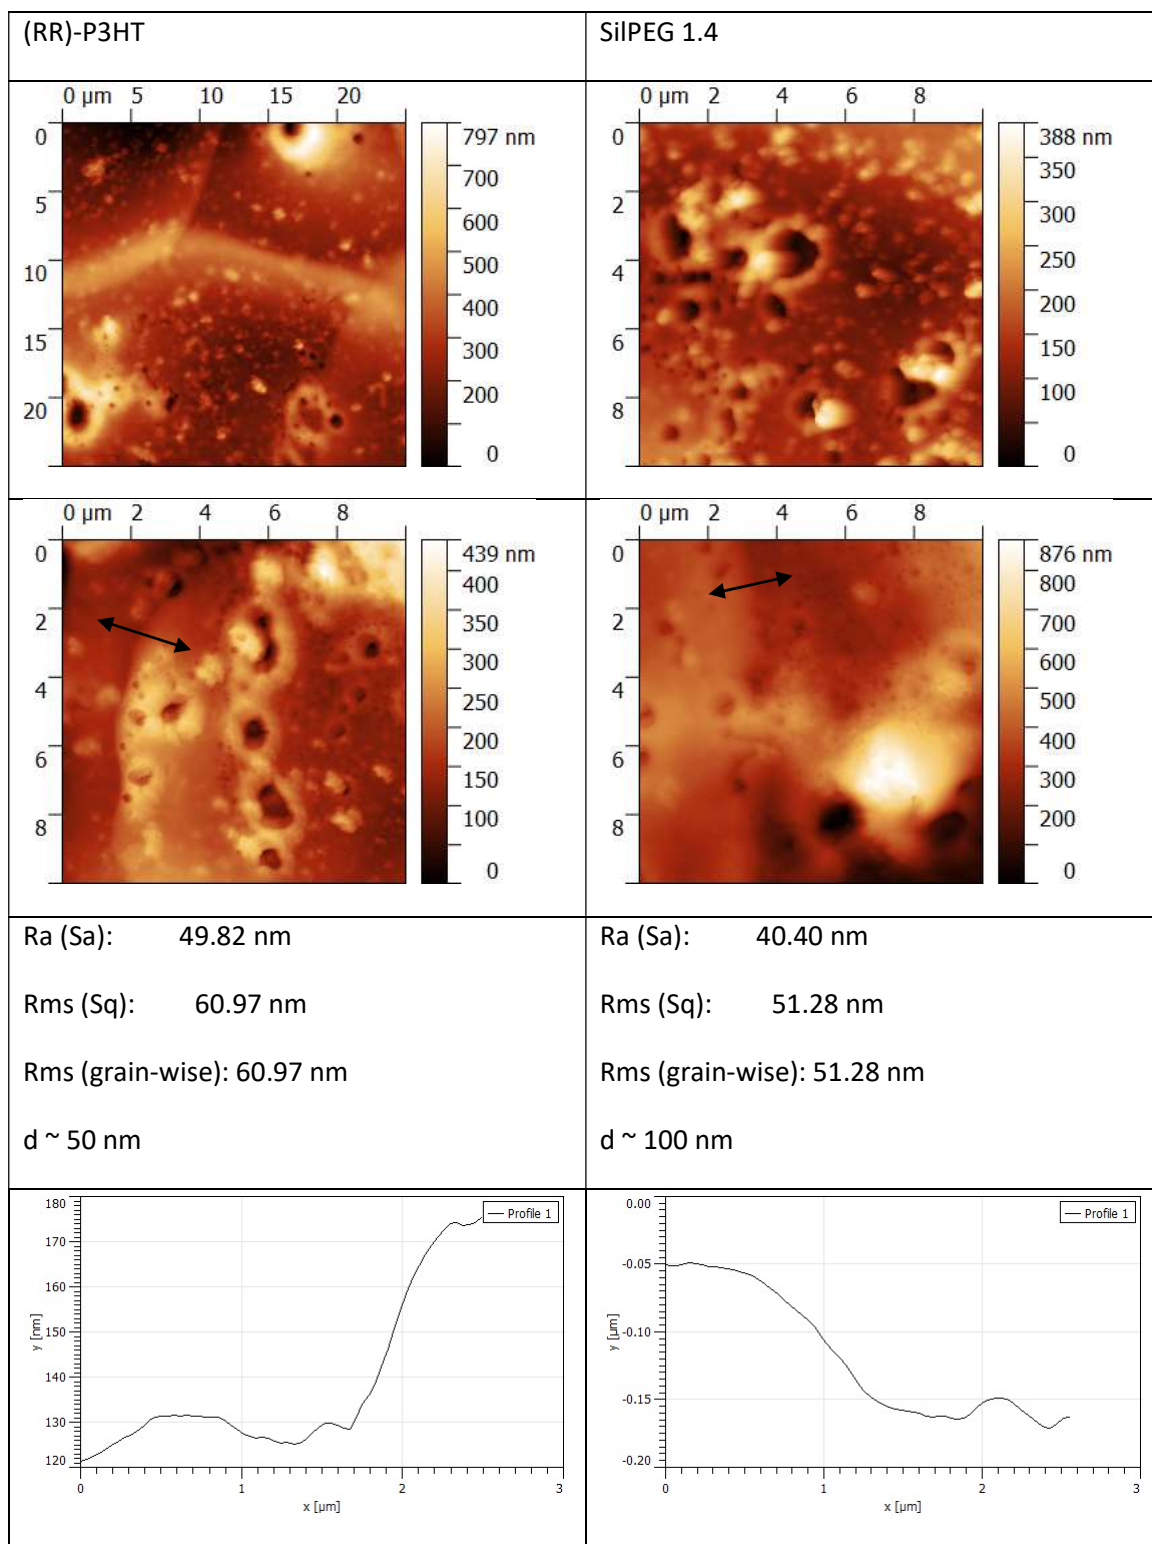 (RR)-P3HT
SilPEG 1.4
0 µm 5 10 15 20
0
5
10
15
20
797 nm
700
600
500
400
300
200
0
0 µm 2 4 6 8
0
2
4
6
8
388 nm
350
300
250
200
150
100
0
0 µm 2 4 6 8
0
2
4
6
8
439 nm
400
350
300
250
200
150
100
0
0 µm 2 4 6 8
0
2
4
6
8
876 nm
800
700
600
500
400
300
200
0
Ra (Sa): 49.82 nm
Rms (Sq): 60.97 nm
Rms (grain-wise): 60.97 nm
d ~ 50 nm
Ra (Sa): 40.40 nm
Rms (Sq): 51.28 nm
Rms (grain-wise): 51.28 nm
d ~ 100 nm
180
170
160
150
140
130
120
y [nm]
Profile 1
0 1 2 3
x [µm]
0.00
-0.05
-0.10
-0.15
-0.20
y [µm]
Profile 1
0 1 2 3
x [µm]